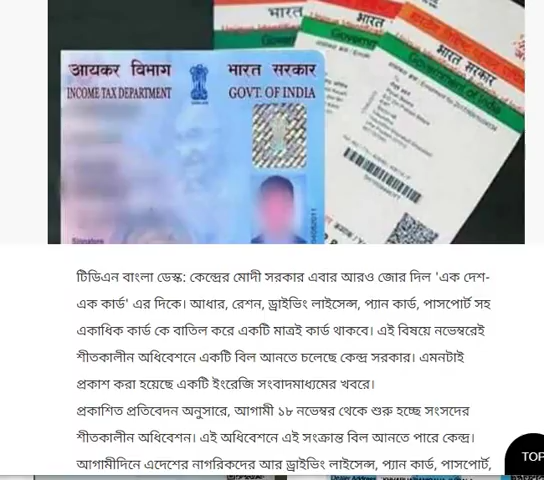 भारत
भारत
भारत सरकार
Government of India
आयकर विभाग
भारत सरकार
INCOME TAX DEPARTMENT
GOVT. OF INDIA
Signature
টিডিএন বাংলা ডেস্ক: কেন্দ্রের মোদী সরকার এবার আরও জোর দিল 'এক দেশ-
এক কার্ড' এর দিকে। আধার, রেশন, ড্রাইভিং লাইসেন্স, প্যান কার্ড, পাসপোর্ট সহ
একাধিক কার্ড কে বাতিল করে একটি মাত্রই কার্ড থাকবে। এই বিষয়ে নভেম্বরেই
শীতকালীন অধিবেশনে একটি বিল আনতে চলেছে কেন্দ্র সরকার। এমনটাই
প্রকাশ করা হয়েছে একটি ইংরেজি সংবাদমাধ্যমের খবরে।
প্রকাশিত প্রতিবেদন অনুসারে, আগামী ১৮ নভেম্বর থেকে শুরু হচ্ছে সংসদের
শীতকালীন অধিবেশন। এই অধিবেশনে এই সংক্রান্ত বিল আনতে পারে কেন্দ্র।
আগামীদিনে এদেশের নাগরিকদের আর ড্রাইভিং লাইসেন্স, প্যান কার্ড, পাসপোর্ট,
TOP